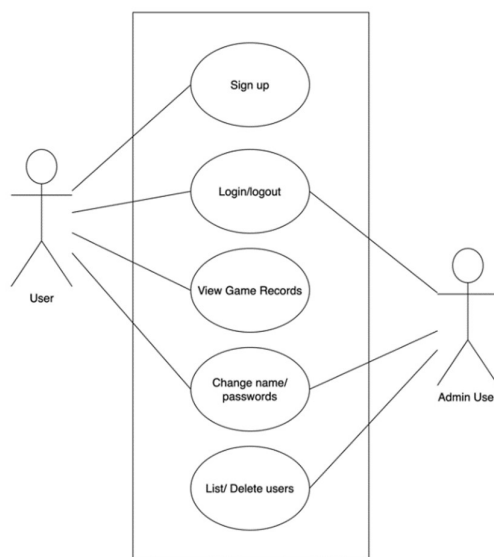 Sign up
Login/logout
View Game Records
User
Change name/
passwords
Admin Use
List/ Delete users